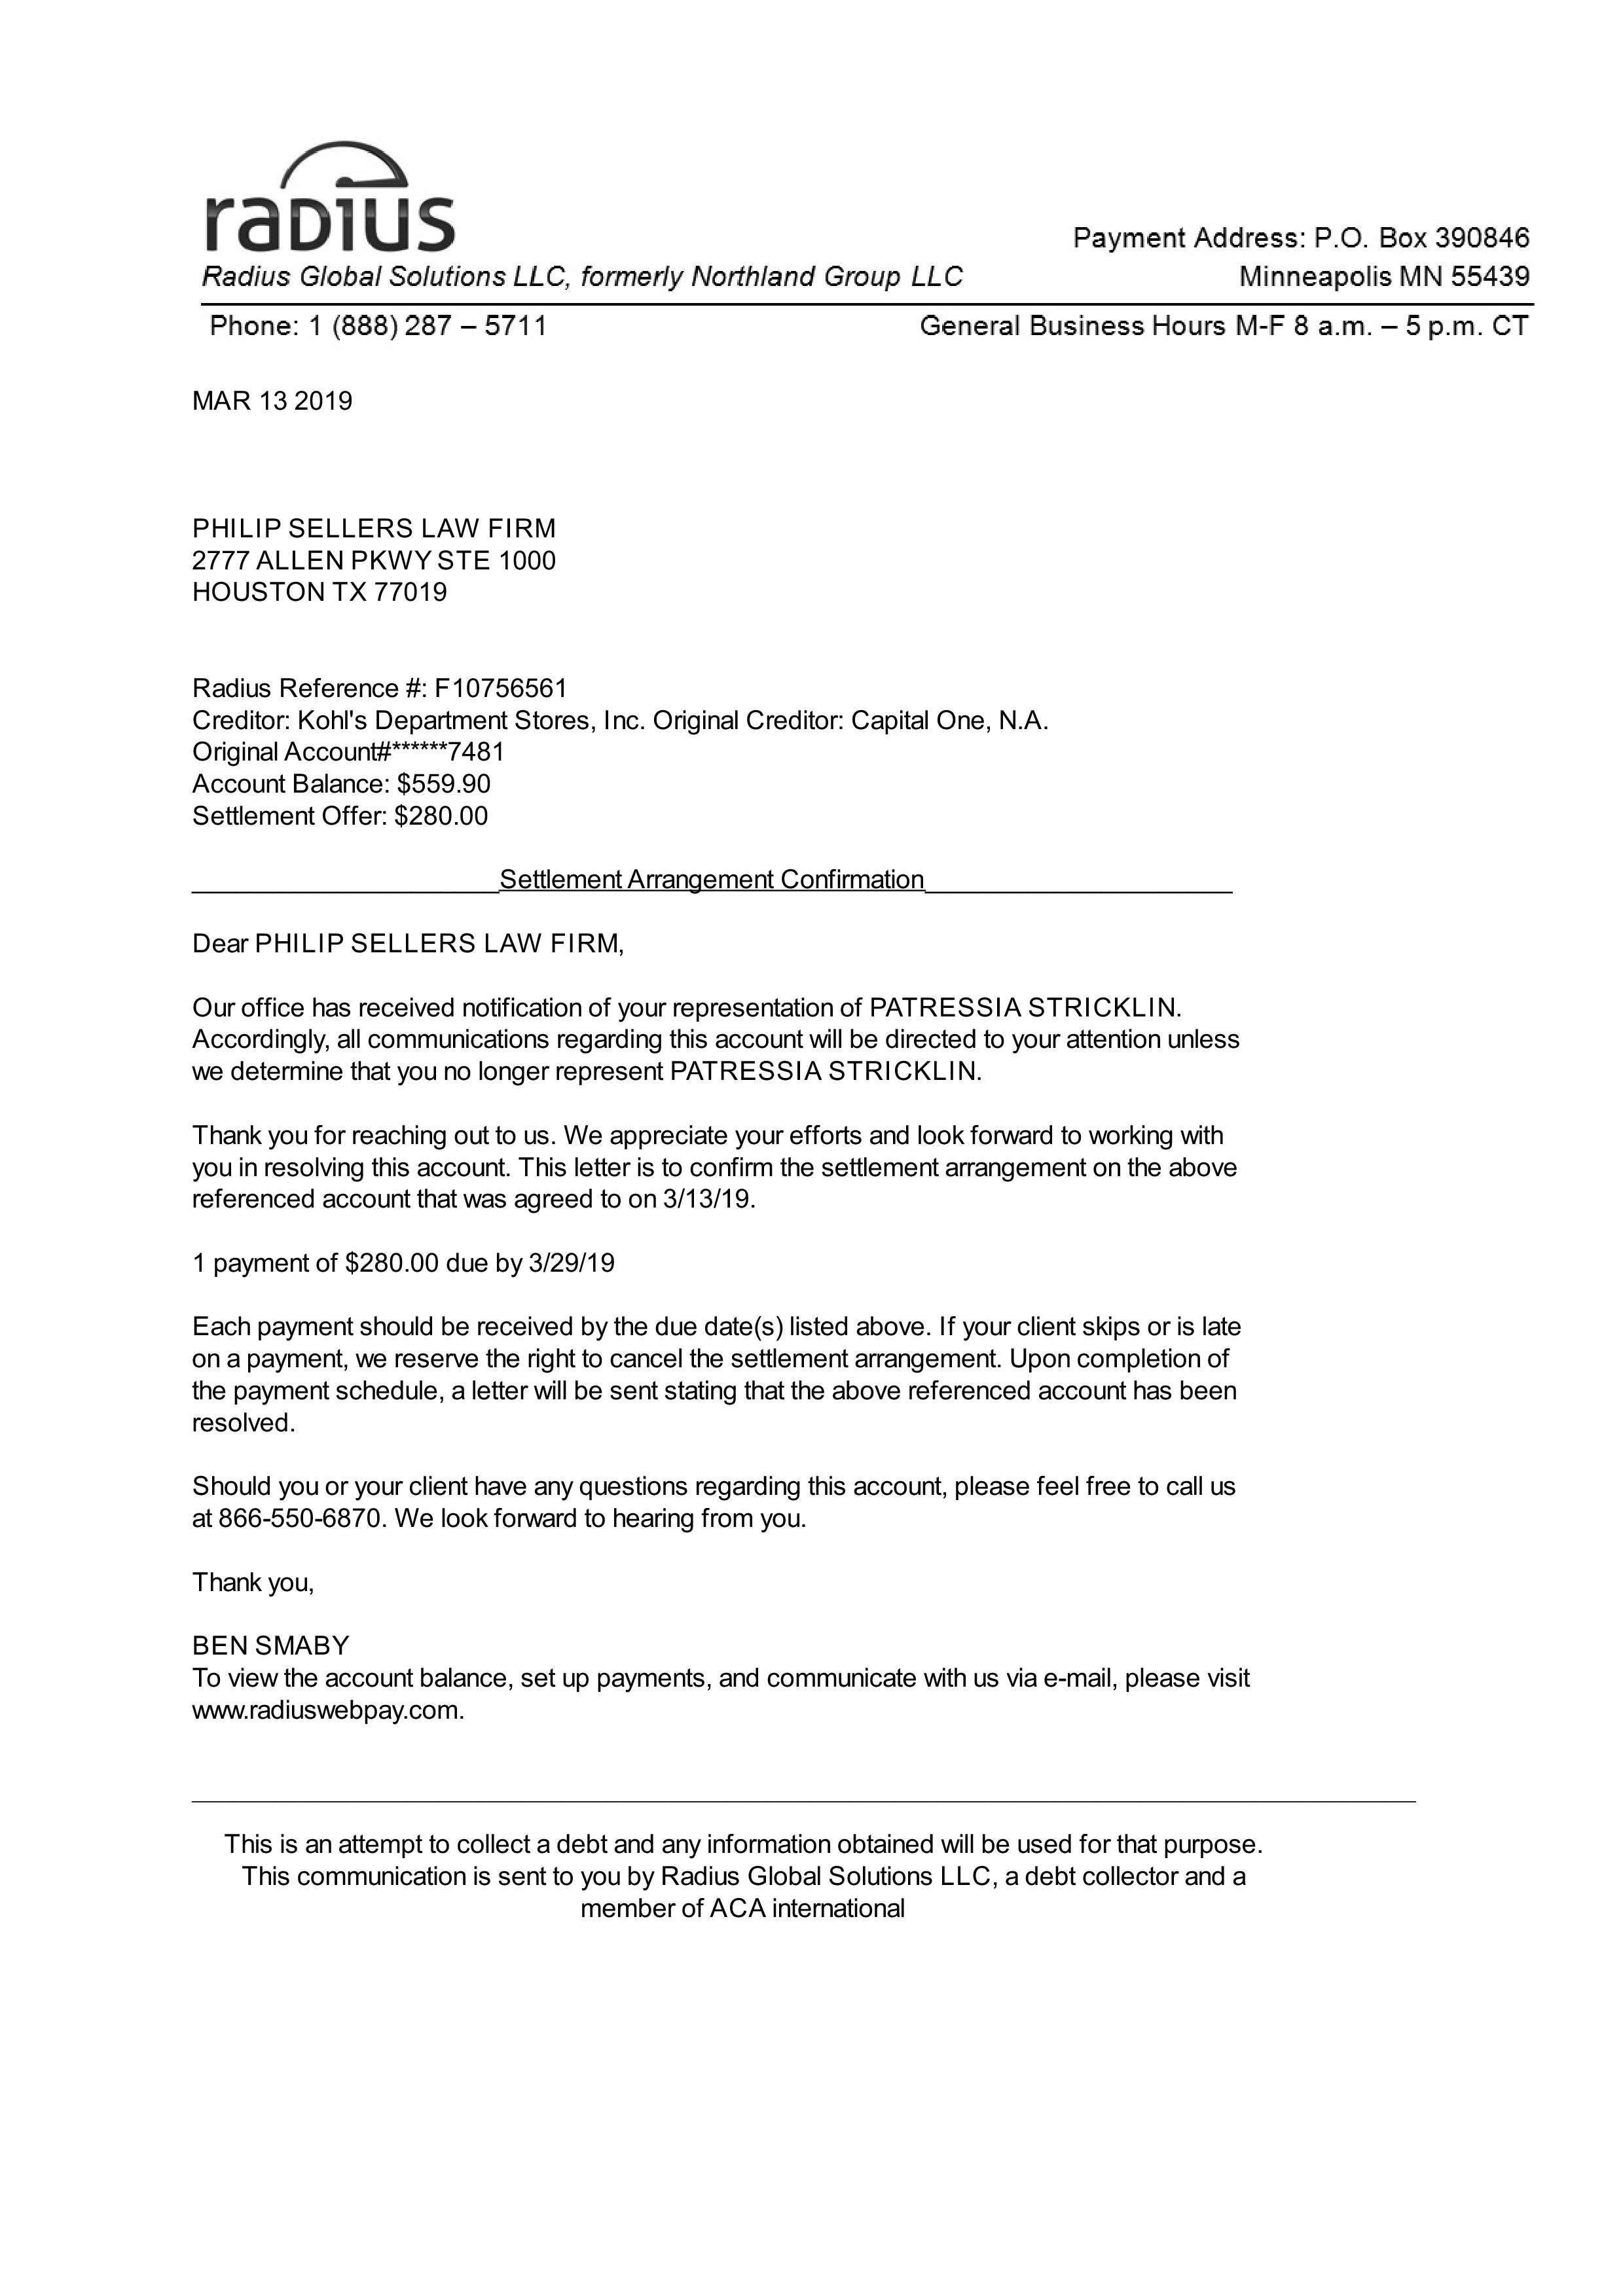 radius
Payment Address: P.O. Box 390846
Radius Global Solutions LLC, formerly Northland Group LLC
Minneapolis MN 55439
Phone: 1 (888) 287 – 5711
General Business Hours M-F 8 a.m. – 5 p.m. CT
MAR 13 2019
PHILIP SELLERS LAW FIRM
2777 ALLEN PKWY STE 1000
HOUSTON TX 77019
Radius Reference #: F10756561
Creditor: Kohl's Department Stores, Inc. Original Creditor: Capital One, N.A.
Original Account#******7481
Account Balance: $559.90
Settlement Offer: $280.00
Settlement Arrangement Confirmation
Dear PHILIP SELLERS LAW FIRM,
Our office has received notification of your representation of PATRESSIA STRICKLIN.
Accordingly, all communications regarding this account will be directed to your attention unless
we determine that you no longer represent PATRESSIA STRICKLIN.
Thank you for reaching out to us. We appreciate your efforts and look forward to working with
you in resolving this account. This letter is to confirm the settlement arrangement on the above
referenced account that was agreed to on 3/13/19.
1 payment of $280.00 due by 3/29/19
Each payment should be received by the due date(s) listed above. If your client skips or is late
on a payment, we reserve the right to cancel the settlement arrangement. Upon completion of
the payment schedule, a letter will be sent stating that the above referenced account has been
resolved.
Should you or your client have any questions regarding this account, please feel free to call us
at 866-550-6870. We look forward to hearing from you.
Thank you,
BEN SMABY
To view the account balance, set up payments, and communicate with us via e-mail, please visit
www.radiuswebpay.com.
This is an attempt to collect a debt and any information obtained will be used for that purpose.
This communication is sent to you by Radius Global Solutions LLC, a debt collector and a
member of ACA international